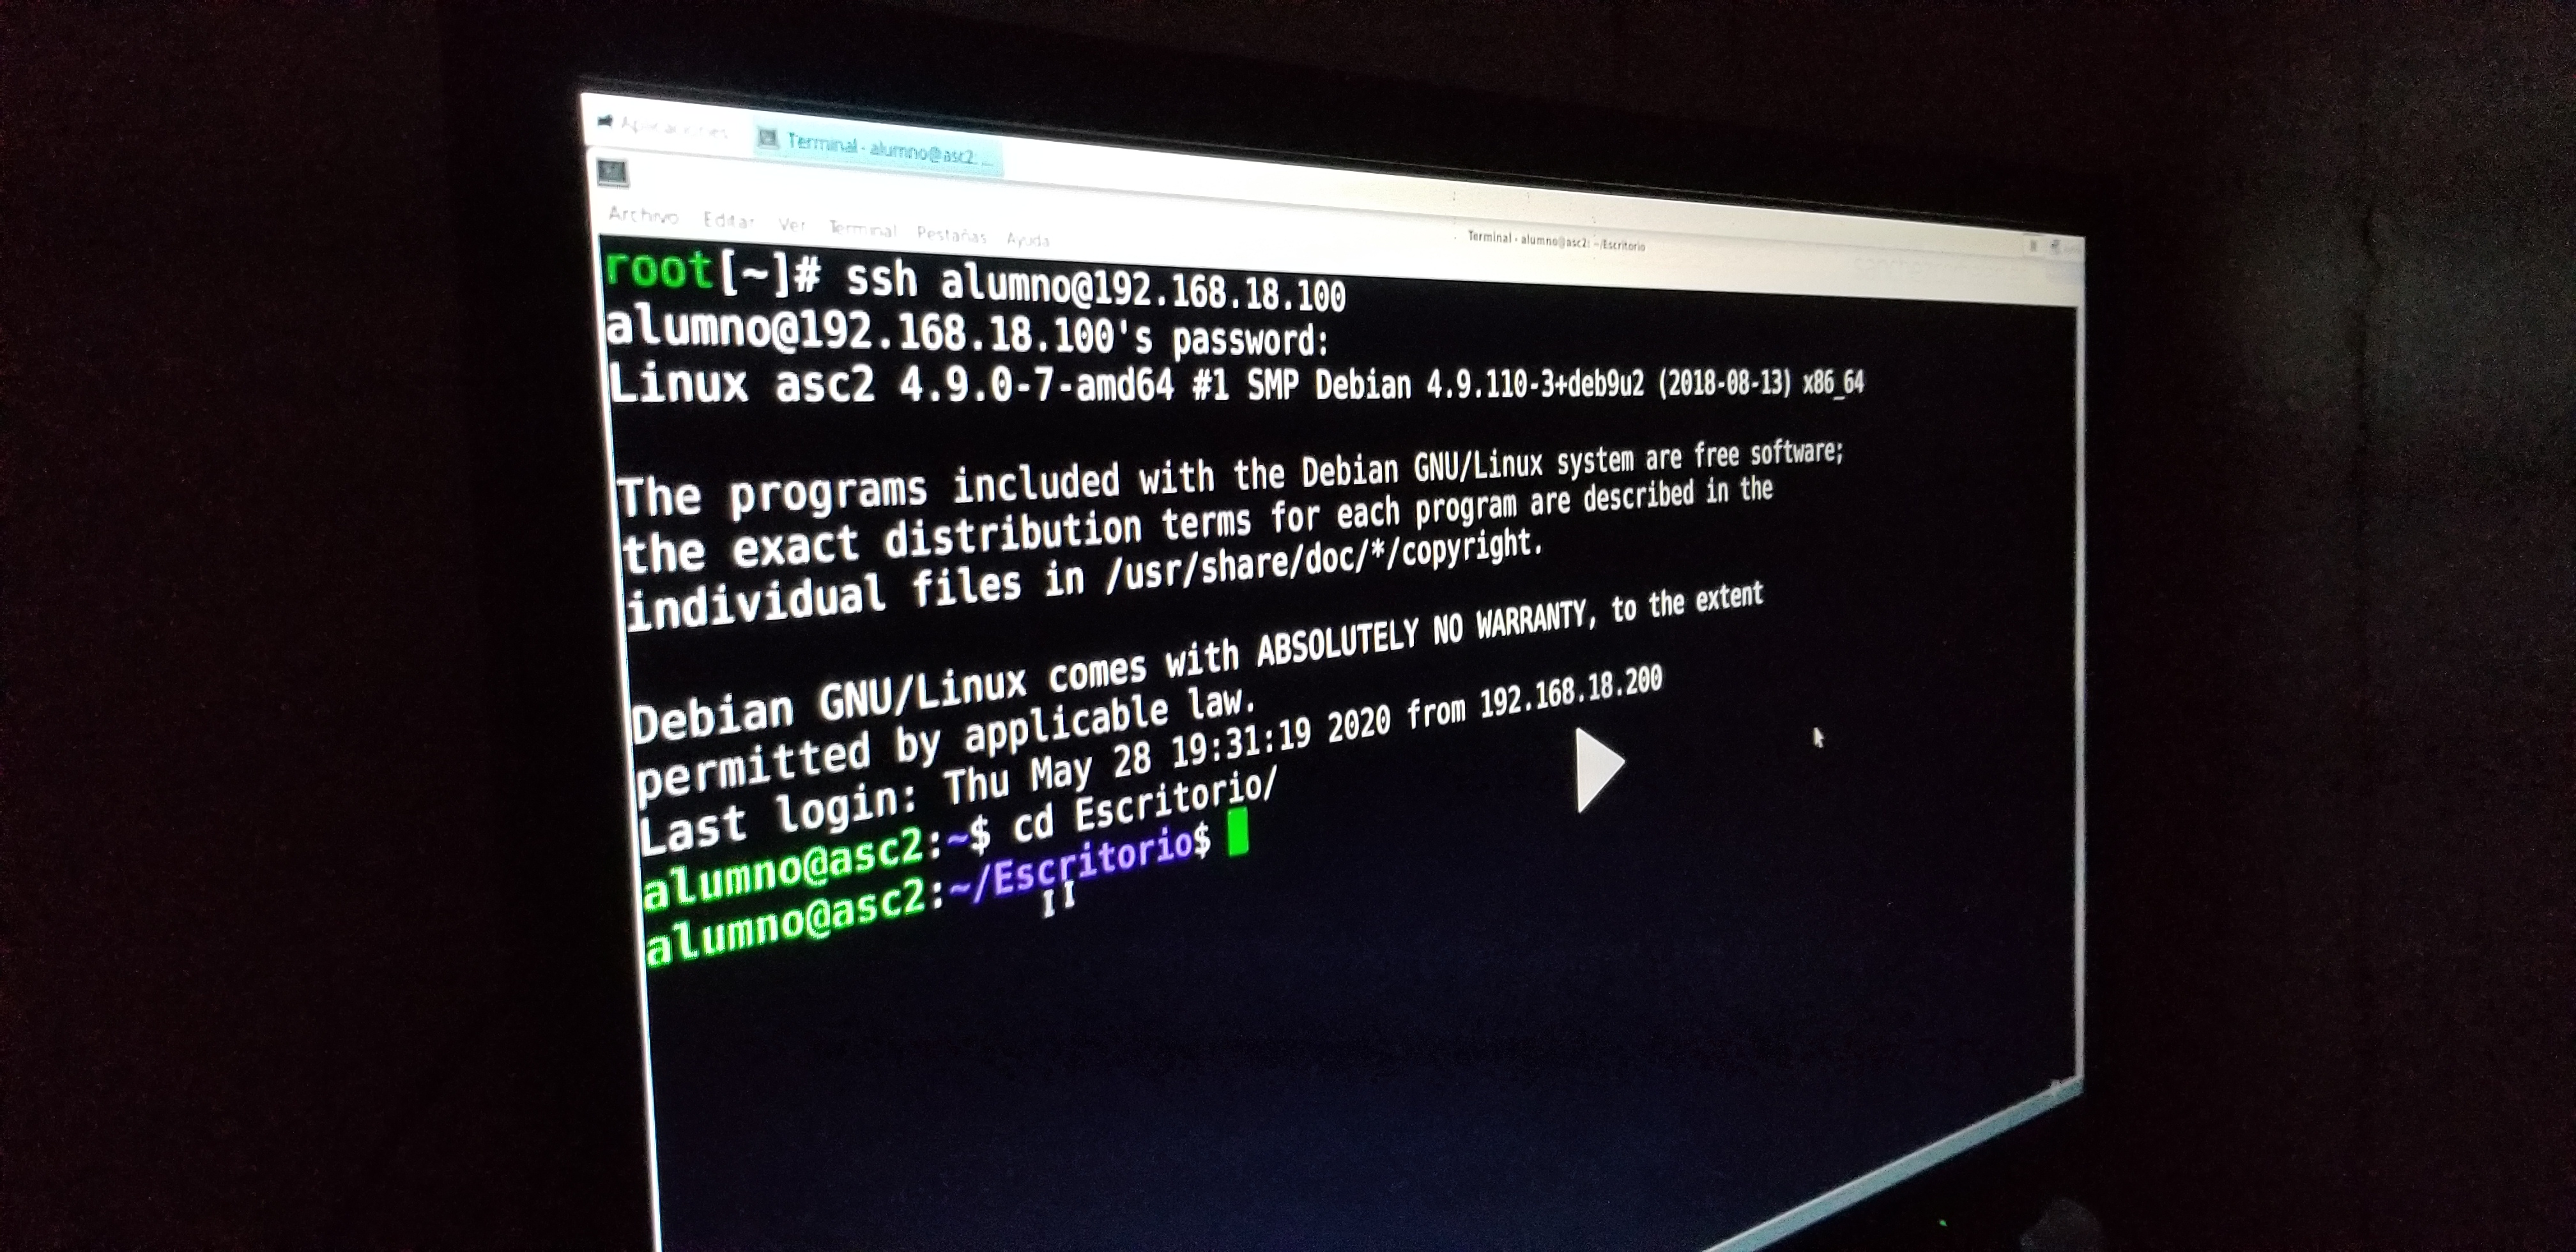 Aplicaciones
Terminal - alumno@asc2: ...
Terminal - alumno@asc2: ~/Escritorio
Archivo Editar Ver Terminal Pestañas Ayuda
root[~]# ssh alumno@192.168.18.100
alumno@192.168.18.100's password:
Linux asc2 4.9.0-7-amd64 #1 SMP Debian 4.9.110-3+deb9u2 (2018-08-13) x86_64
The programs included with the Debian GNU/Linux system are free software;
the exact distribution terms for each program are described in the
individual files in /usr/share/doc/*/copyright.
Debian GNU/Linux comes with ABSOLUTELY NO WARRANTY, to the extent
permitted by applicable law.
Last login: Thu May 28 19:31:19 2020 from 192.168.18.200
alumno@asc2:~$ cd Escritorio/
alumno@asc2:~/Escritorio$